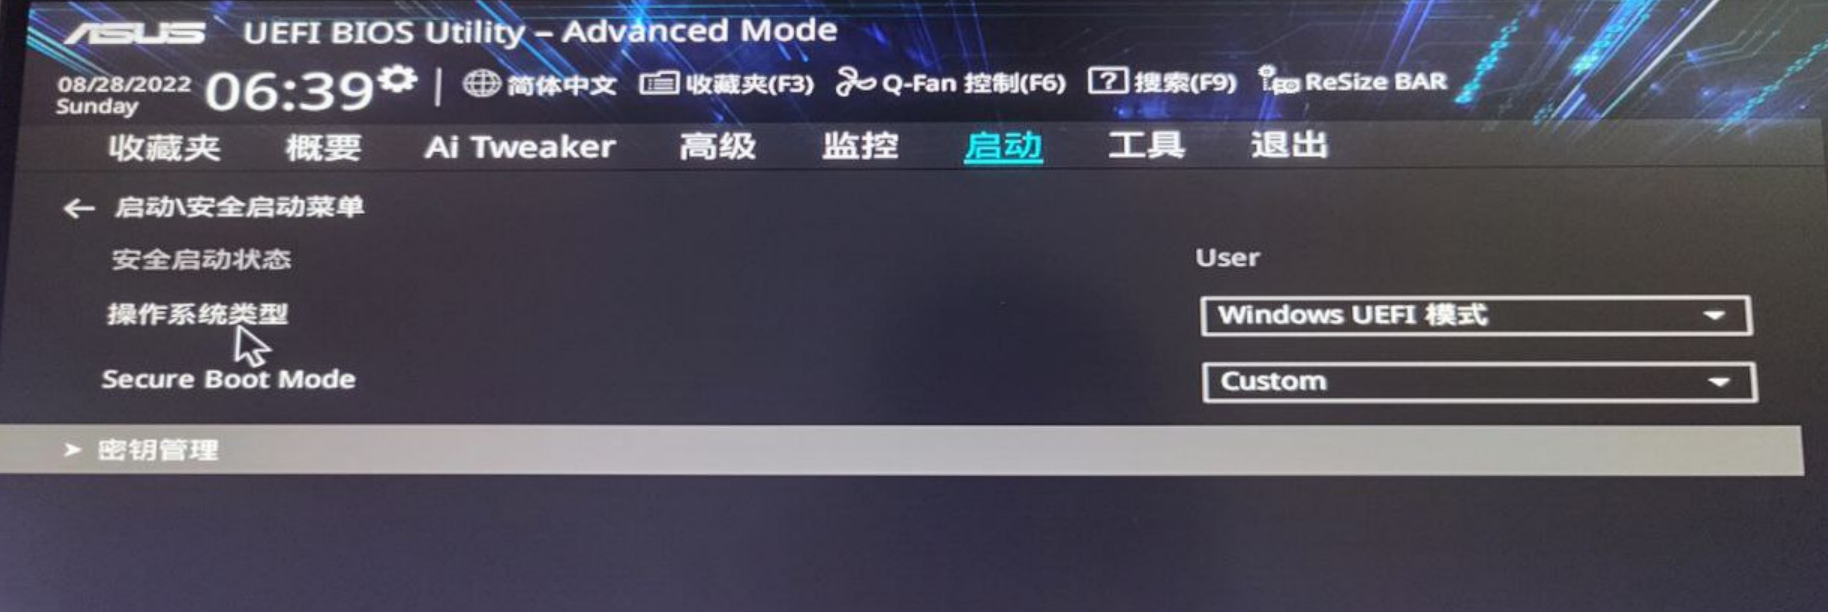 ASUS UEFI BIOS Utility – Advanced Mode
08/28/2022 Sunday 06:39 简体中文 收藏夹(F3) Q-Fan 控制(F6) ? 搜索(F9) ReSize BAR
收藏夹 概要 Ai Tweaker 高级 监控 启动 工具 退出
← 启动\安全启动菜单
安全启动状态 User
操作系统类型 Windows UEFI 模式
Secure Boot Mode Custom
> 密钥管理